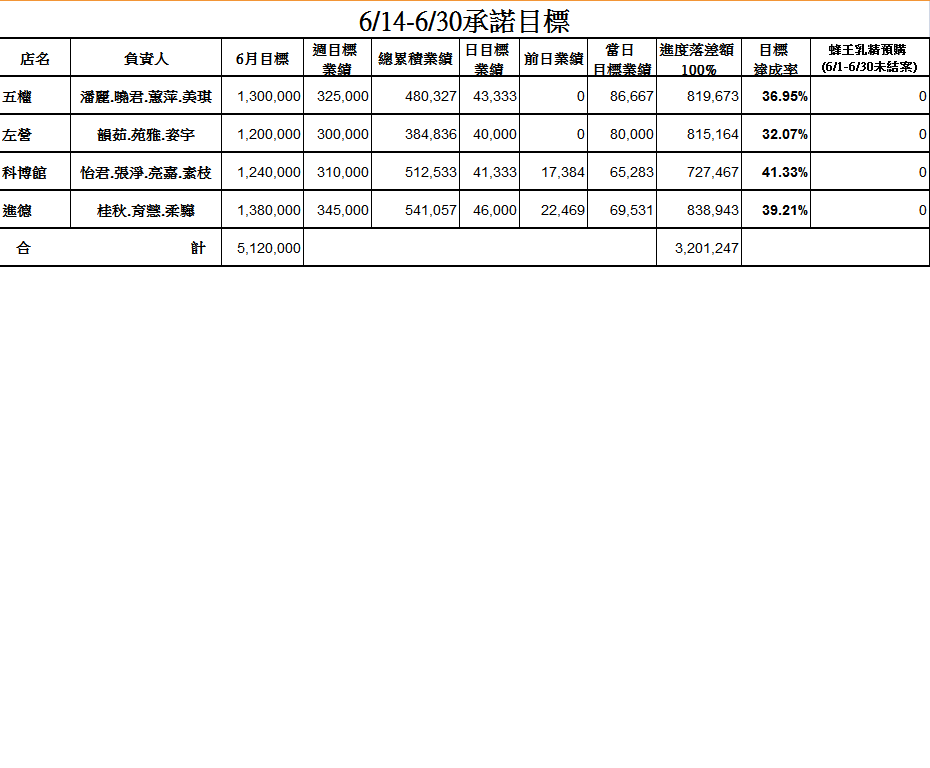 6/14-6/30承諾目標
店名 負責人 6月目標 週目標業績 總累積業績 日目標業績 前日業績 當日目標業績 進度落差額100% 目標達成率 蜂王乳精預購(6/1-6/30未結案)
五權 潘麗.曉君.蕙萍.美琪 1,300,000 325,000 480,327 43,333 0 86,667 819,673 36.95% 0
左營 韻茹.苑雅.姿宇 1,200,000 300,000 384,836 40,000 0 80,000 815,164 32.07% 0
科博館 怡君.張淨.亮嘉.素枝 1,240,000 310,000 512,533 41,333 17,384 65,283 727,467 41.33% 0
進德 桂秋.育慧.柔驊 1,380,000 345,000 541,057 46,000 22,469 69,531 838,943 39.21% 0
合計 5,120,000 3,201,247